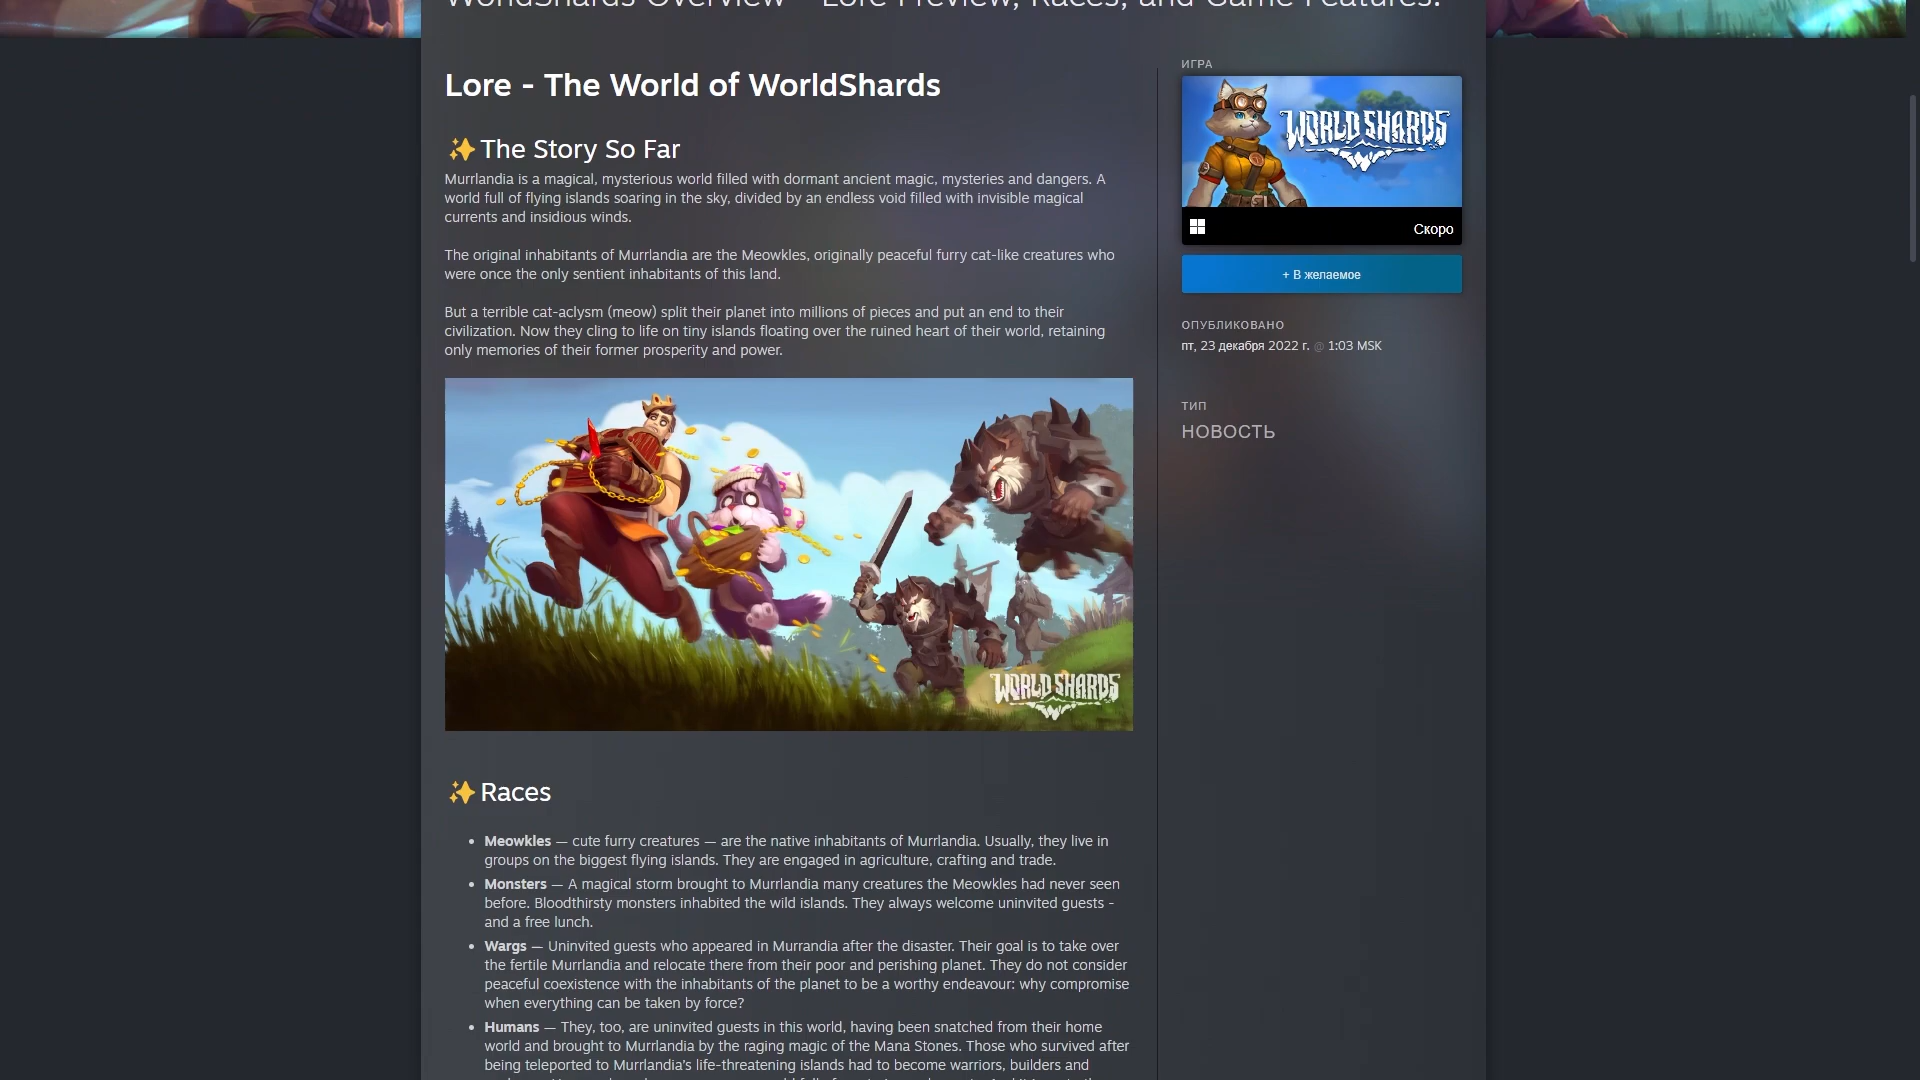 WorldShards Overview – Lore Preview, Races, and Game Features!
Lore - The World of WorldShards
✨The Story So Far
Murrlandia is a magical, mysterious world filled with dormant ancient magic, mysteries and dangers. A
world full of flying islands soaring in the sky, divided by an endless void filled with invisible magical
currents and insidious winds.
The original inhabitants of Murrlandia are the Meowkles, originally peaceful furry cat-like creatures who
were once the only sentient inhabitants of this land.
But a terrible cat-aclysm (meow) split their planet into millions of pieces and put an end to their
civilization. Now they cling to life on tiny islands floating over the ruined heart of their world, retaining
only memories of their former prosperity and power.
WORLD SHARDS
✨Races
• Meowkles — cute furry creatures — are the native inhabitants of Murrlandia. Usually, they live in
groups on the biggest flying islands. They are engaged in agriculture, crafting and trade.
• Monsters — A magical storm brought to Murrlandia many creatures the Meowkles had never seen
before. Bloodthirsty monsters inhabited the wild islands. They always welcome uninvited guests -
and a free lunch.
• Wargs — Uninvited guests who appeared in Murrandia after the disaster. Their goal is to take over
the fertile Murrlandia and relocate there from their poor and perishing planet. They do not consider
peaceful coexistence with the inhabitants of the planet to be a worthy endeavour: why compromise
when everything can be taken by force?
• Humans — They, too, are uninvited guests in this world, having been snatched from their home
world and brought to Murrlandia by the raging magic of the Mana Stones. Those who survived after
being teleported to Murrlandia's life-threatening islands had to become warriors, builders and
ИГРА
WORLD SHARDS
Скоро
+ В желаемое
ОПУБЛИКОВАНО
пт, 23 декабря 2022 г. @ 1:03 MSK
ТИП
НОВОСТЬ